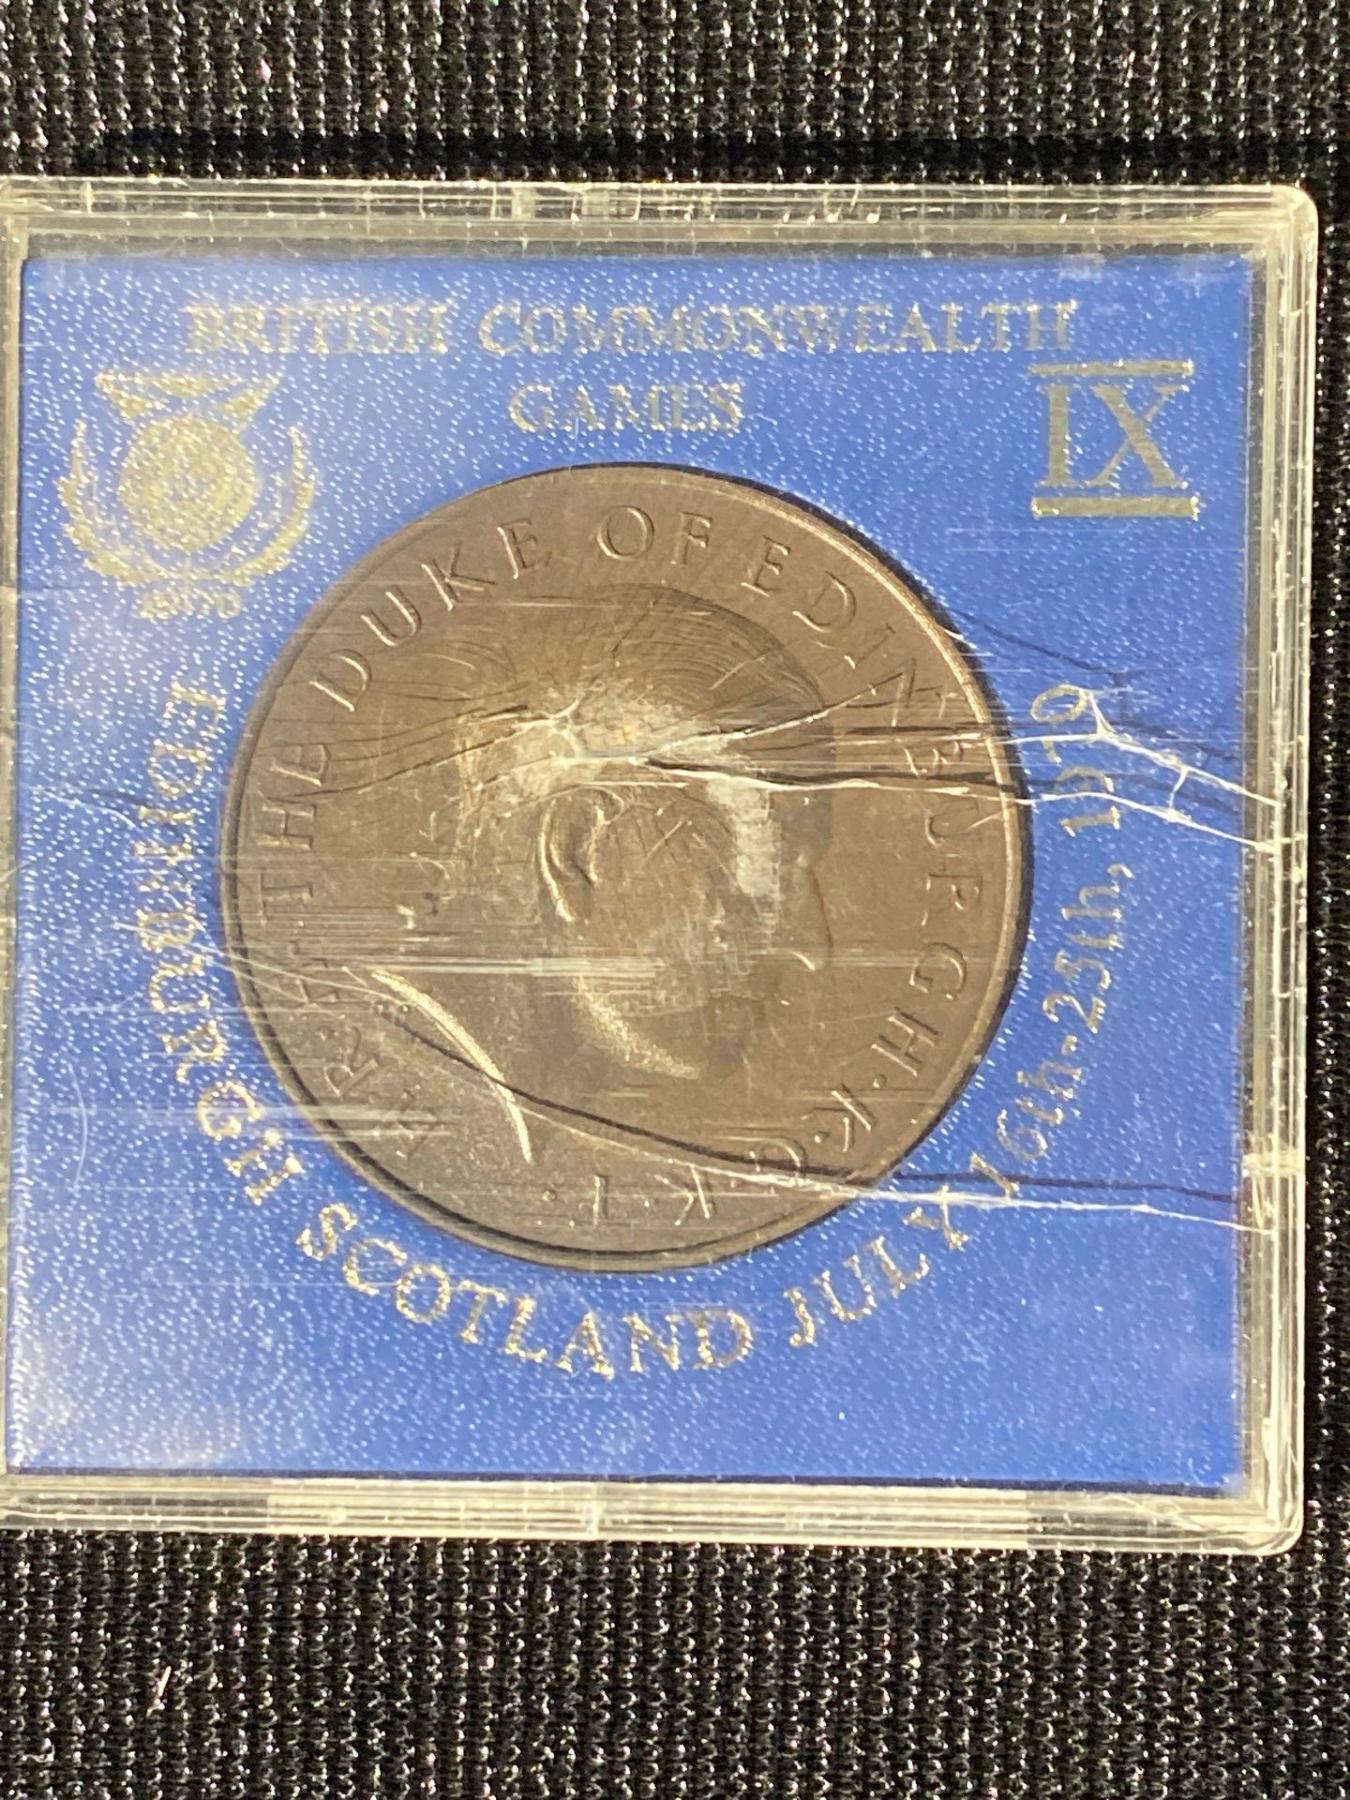 BRITISH COMMONWEALTH
GAMES
IX
1970
EDINBURGH SCOTLAND JULY 16th-25th, 1970
H·R·H·THE DUKE OF EDINBURGH·K·G·K·T·